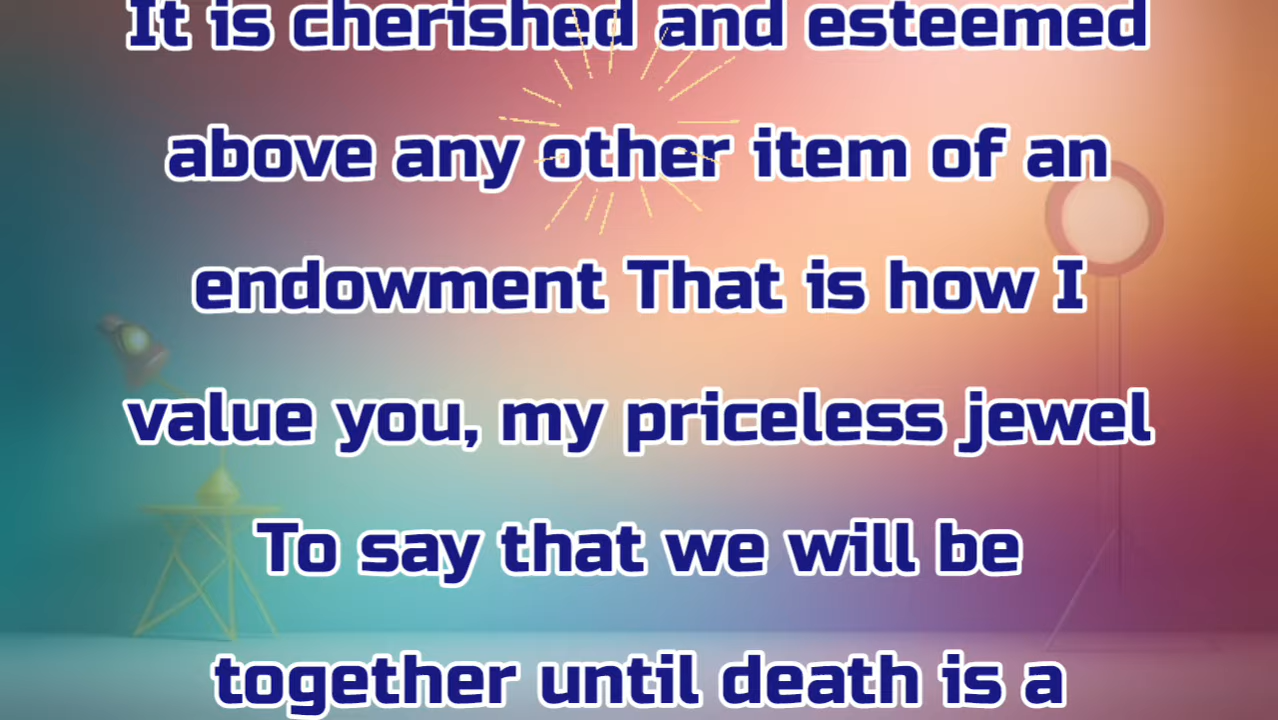 It is cherished and esteemed
above any other item of an
endowment That is how I
value you, my priceless jewel
To say that we will be
together until death is a